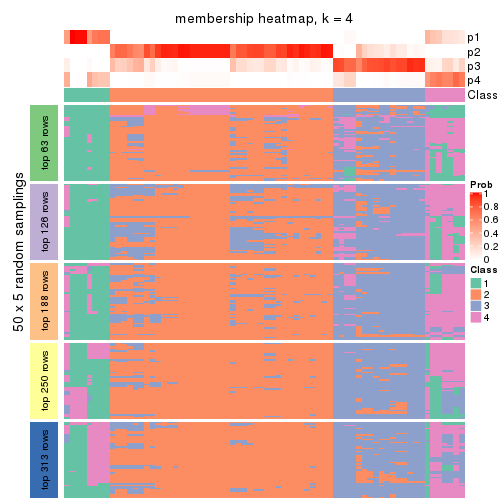 membership heatmap, k = 4
p1
p2
p3
p4
Class
50 x 5 random samplings
top 63 rows
top 126 rows
top 188 rows
top 250 rows
top 313 rows
Prob
1
0.8
0.6
0.4
0.2
0
Class
1
2
3
4